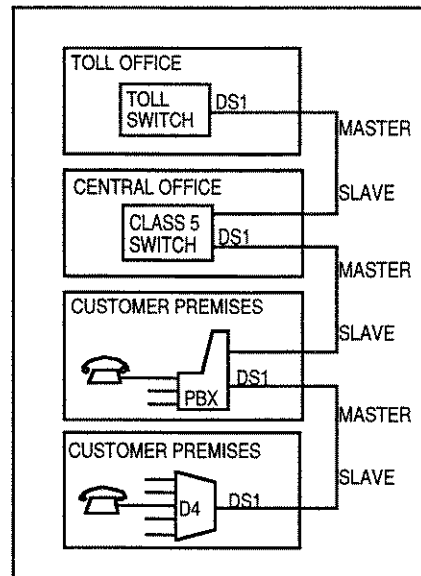 TOLL OFFICE
TOLL
SWITCH
DS1
MASTER
SLAVE
CENTRAL OFFICE
CLASS 5
SWITCH
DS1
MASTER
SLAVE
CUSTOMER PREMISES
PBX
DS1
MASTER
SLAVE
CUSTOMER PREMISES
D4
DS1